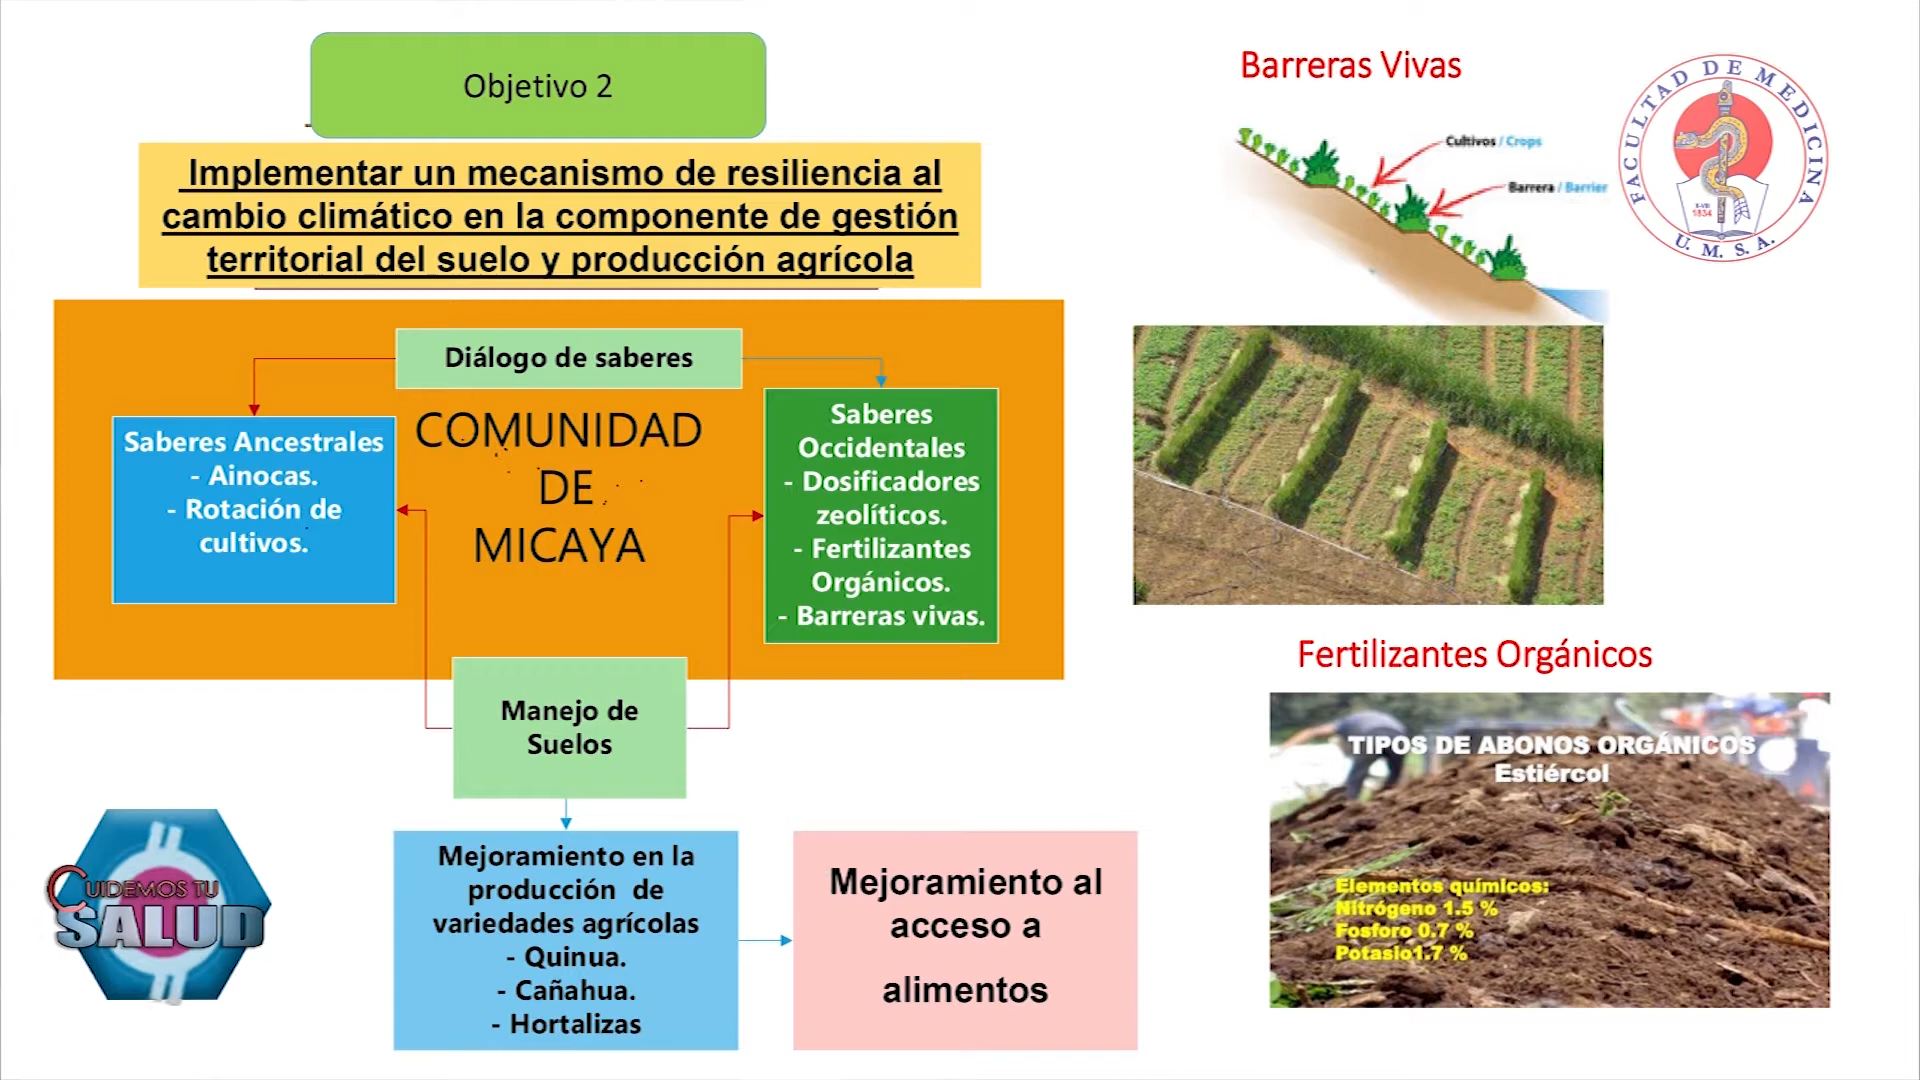 Objetivo 2
Implementar un mecanismo de resiliencia al
cambio climático en la componente de gestión
territorial del suelo y producción agrícola
Diálogo de saberes
Saberes Ancestrales
- Ainocas.
- Rotación de
cultivos.
COMUNIDAD
DE
MICAYA
Saberes
Occidentales
- Dosificadores
zeolíticos.
- Fertilizantes
Orgánicos.
- Barreras vivas.
Manejo de
Suelos
Mejoramiento en la
producción de
variedades agrícolas
- Quinua.
- Cañahua.
- Hortalizas
Mejoramiento al
acceso a
alimentos
Barreras Vivas
Cultivos / Crops
Barrera / Barrier
FACULTAD DE MEDICINA
1834
U. M. S. A.
Fertilizantes Orgánicos
TIPOS DE ABONOS ORGÁNICOS
Estiércol
Elementos químicos:
Nitrógeno 1.5 %
Fosforo 0.7 %
Potasio1.7 %
CUIDEMOS TU
SALUD